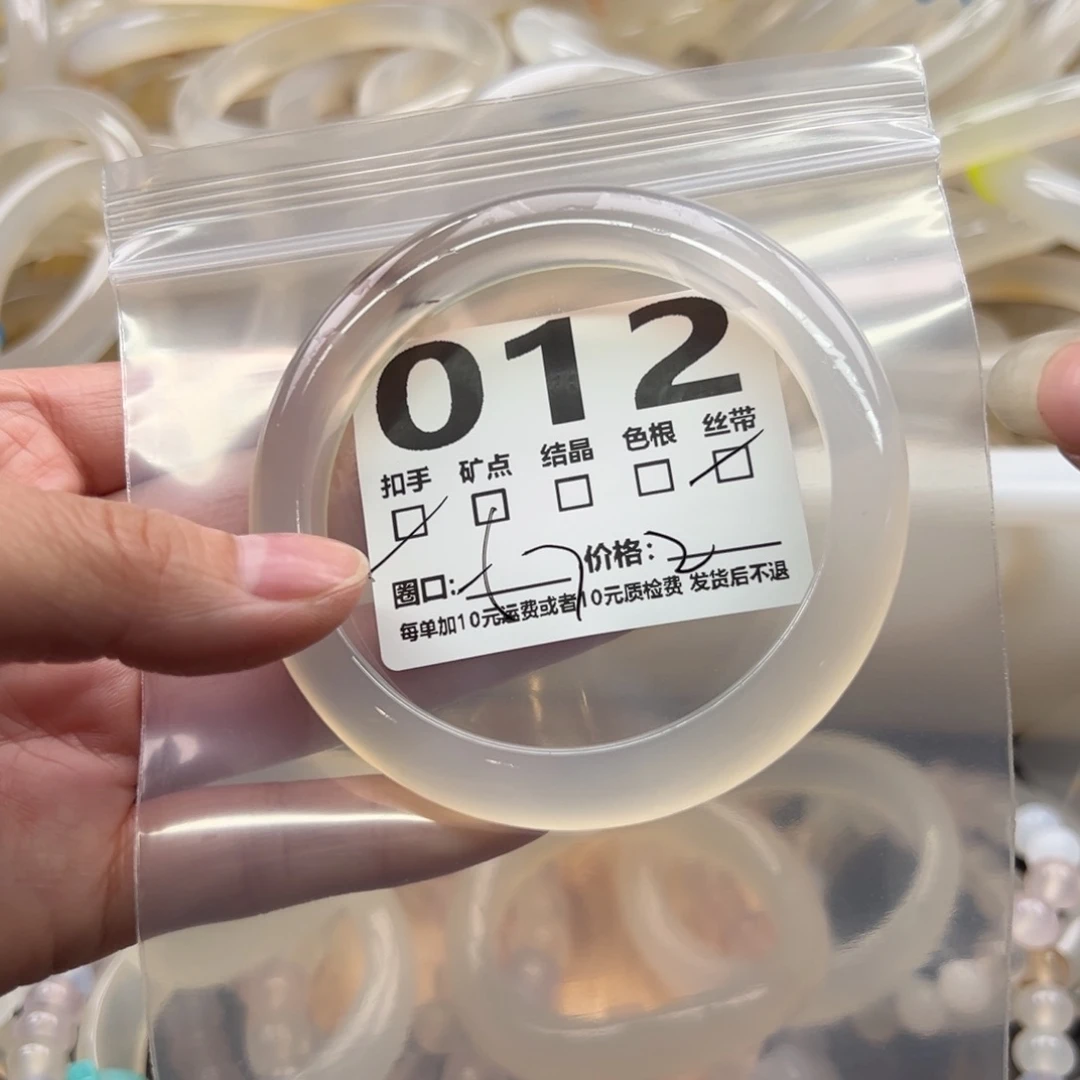 012
扣手 矿点 结晶 色根 丝带
圈口: 价格:
每单加10元运费或者10元质检费 发货后不退